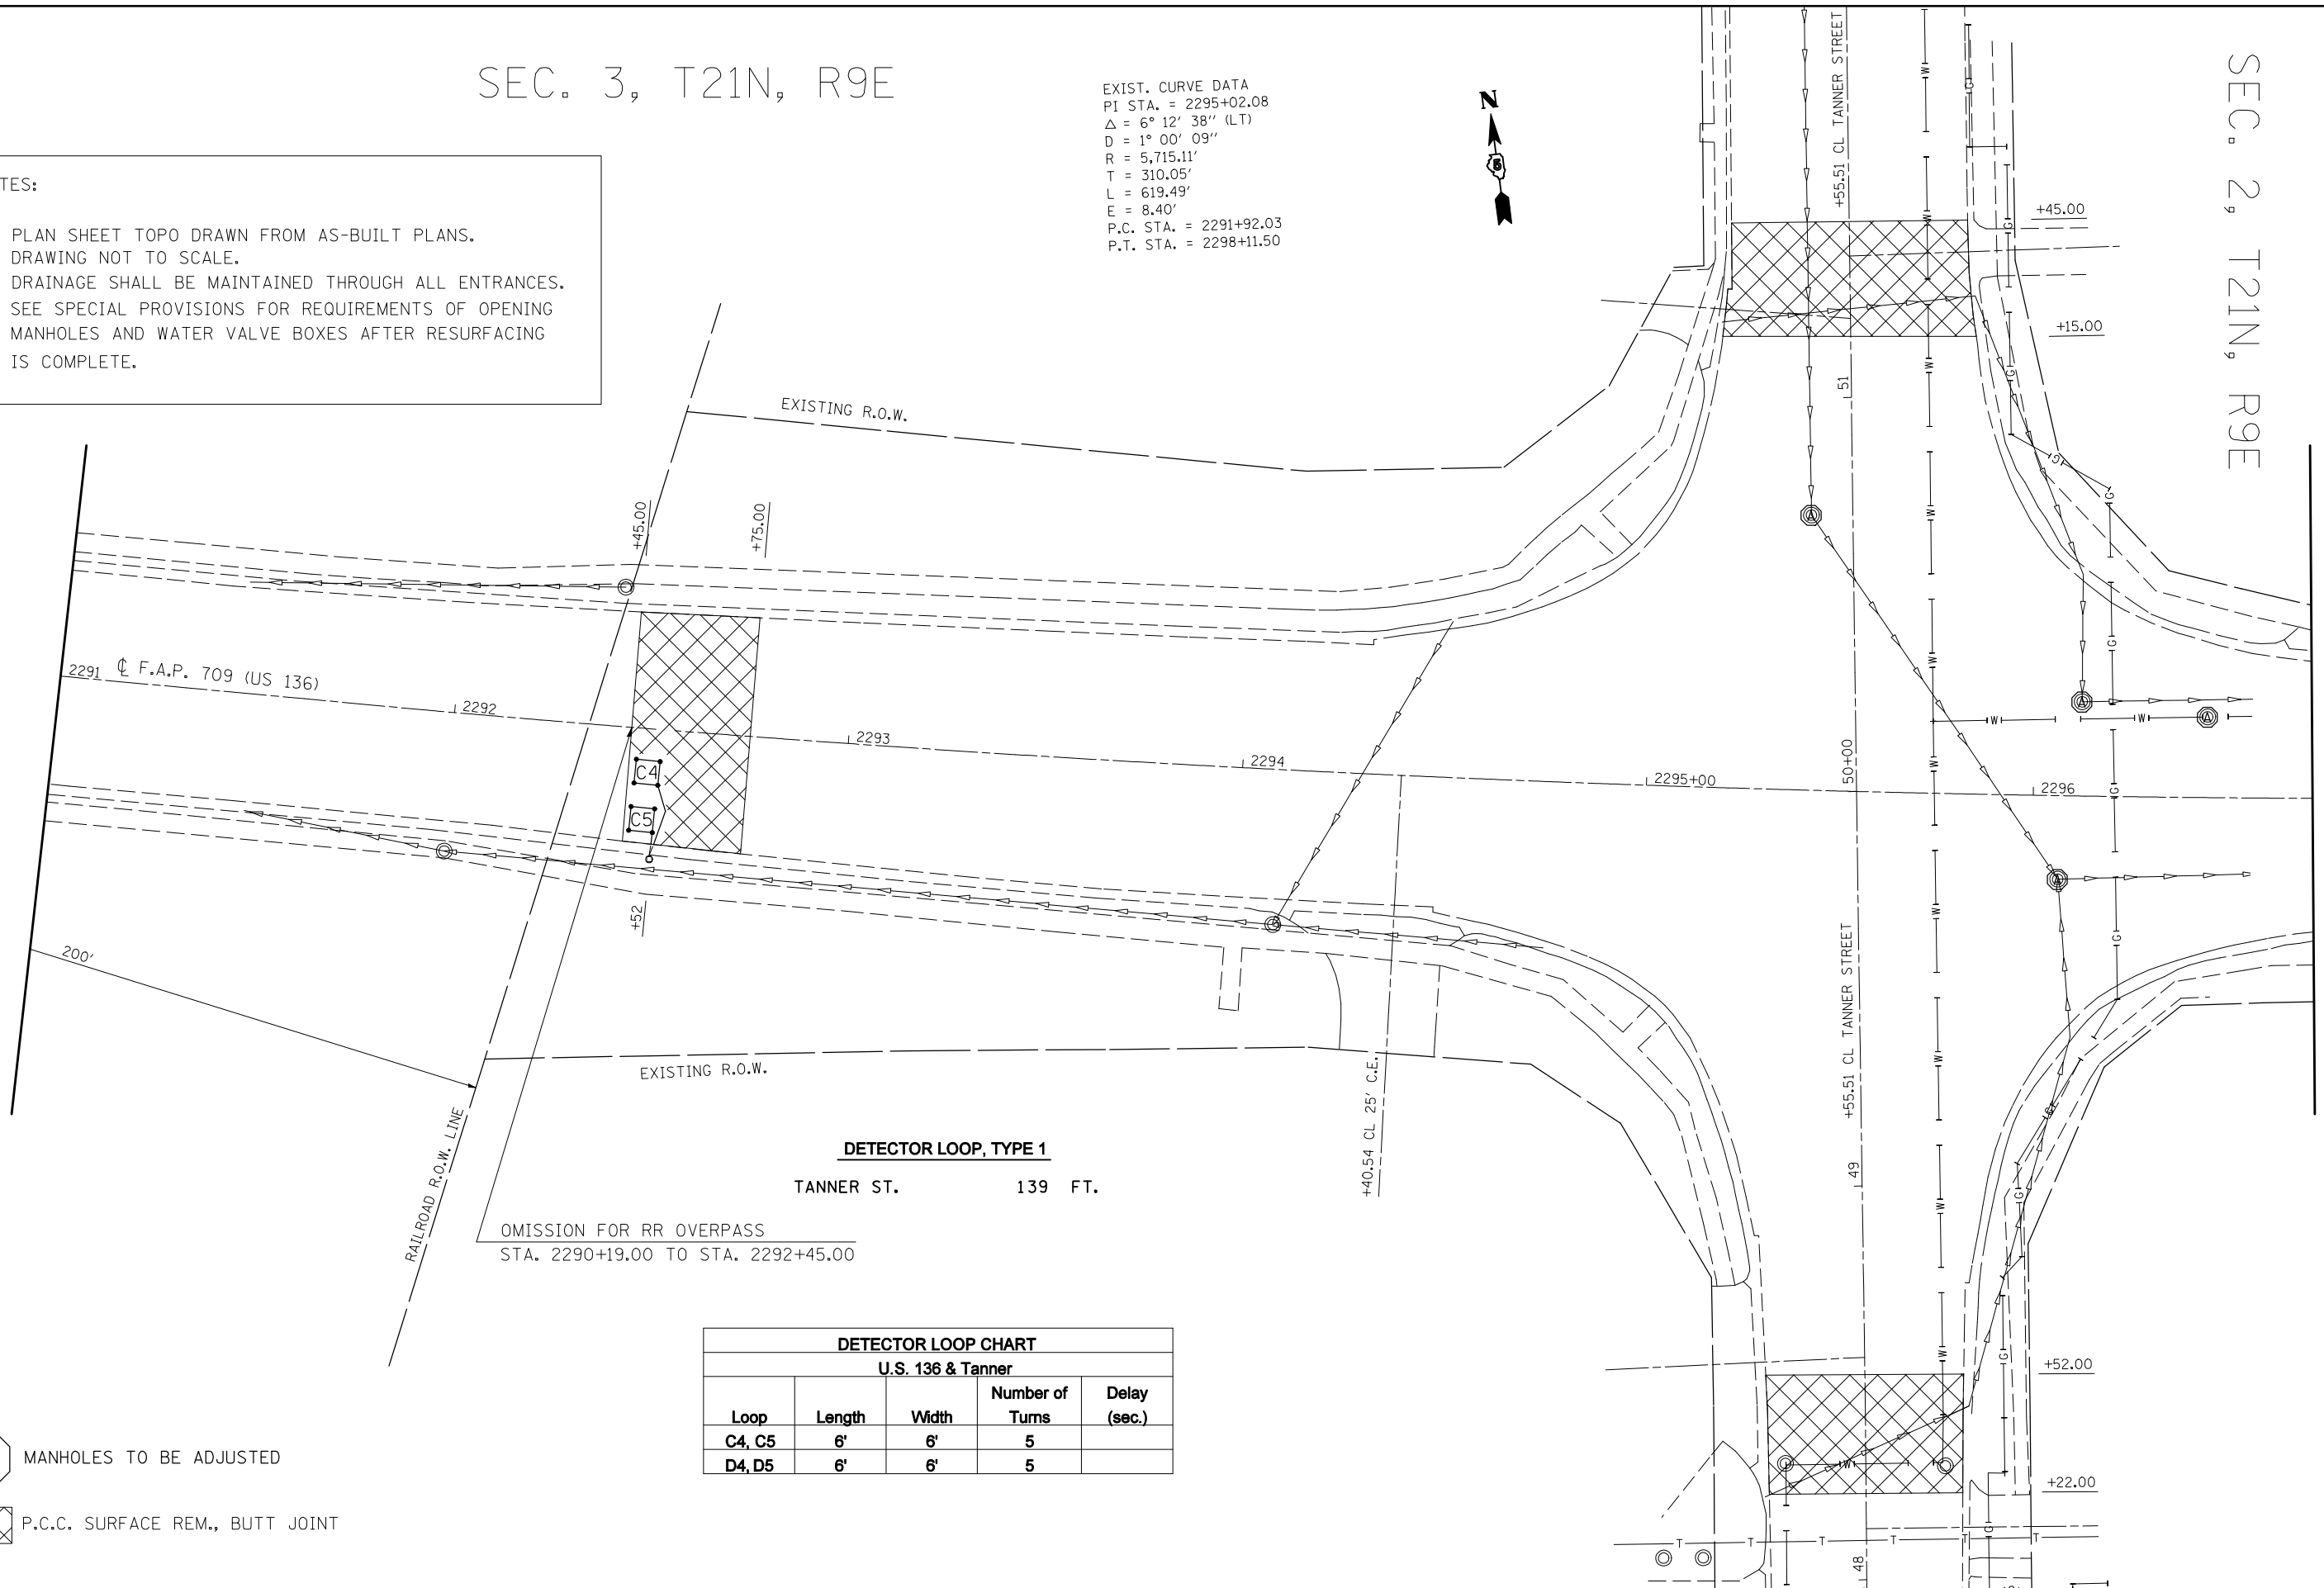 SEC. 3, T21N, R9E
EXIST. CURVE DATA
PI STA. = 2295+02.08
Δ = 6° 12' 38'' (LT)
D = 1° 00' 09''
R = 5,715.11'
T = 310.05'
L = 619.49'
E = 8.40'
P.C. STA. = 2291+92.03
P.T. STA. = 2298+11.50
N
SEC. 2, T21N, R9E
TES:
PLAN SHEET TOPO DRAWN FROM AS-BUILT PLANS.
DRAWING NOT TO SCALE.
DRAINAGE SHALL BE MAINTAINED THROUGH ALL ENTRANCES.
SEE SPECIAL PROVISIONS FOR REQUIREMENTS OF OPENING
MANHOLES AND WATER VALVE BOXES AFTER RESURFACING
IS COMPLETE.
+55.51 CL TANNER STREET
+45.00
+15.00
51
EXISTING R.O.W.
+45.00
+75.00
2291 ℄ F.A.P. 709 (US 136)
2292
2293
2294
2295+00
2296
50+00
C4
C5
+52
200'
EXISTING R.O.W.
RAILROAD R.O.W. LINE
+40.54 CL 25' C.E.
+55.51 CL TANNER STREET
49
DETECTOR LOOP, TYPE 1
TANNER ST. 139 FT.
OMISSION FOR RR OVERPASS
STA. 2290+19.00 TO STA. 2292+45.00
DETECTOR LOOP CHART
U.S. 136 & Tanner
Loop Length Width Number of Turns Delay (sec.)
C4, C5 6' 6' 5
D4, D5 6' 6' 5
+52.00
+22.00
48
MANHOLES TO BE ADJUSTED
P.C.C. SURFACE REM., BUTT JOINT